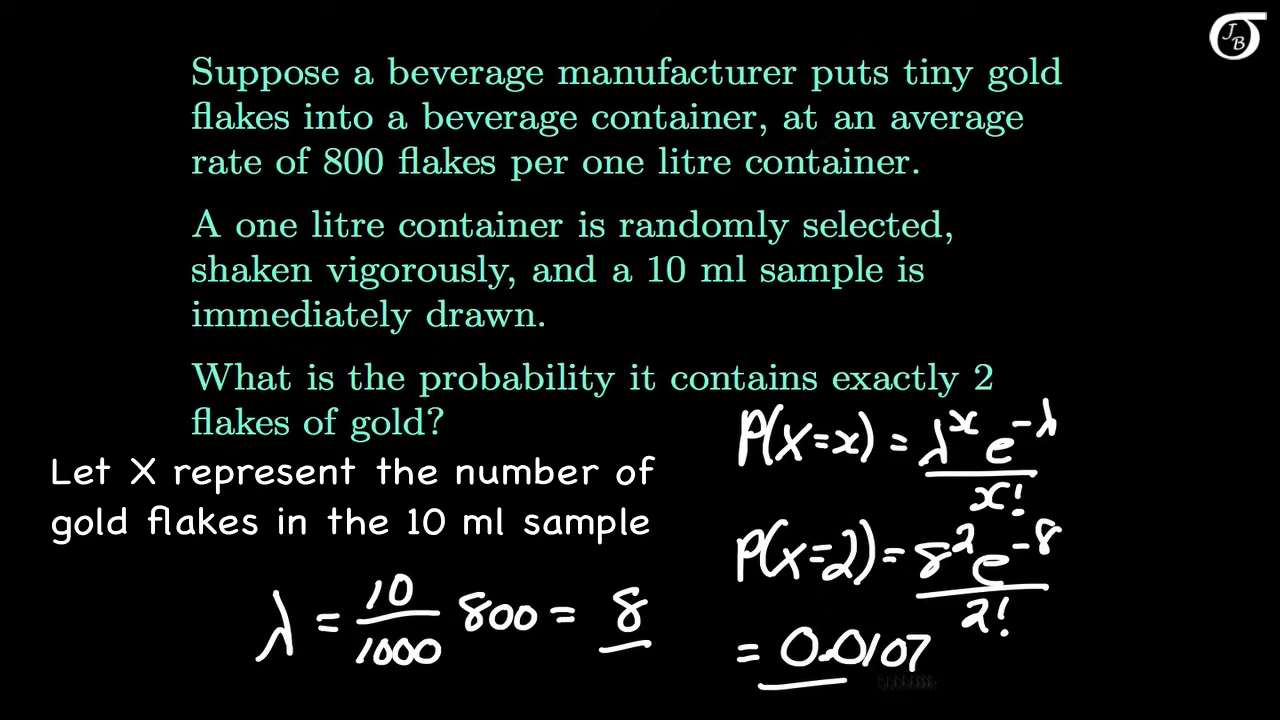 JB
Suppose a beverage manufacturer puts tiny gold
flakes into a beverage container, at an average
rate of 800 flakes per one litre container.
A one litre container is randomly selected,
shaken vigorously, and a 10 ml sample is
immediately drawn.
What is the probability it contains exactly 2
flakes of gold?
Let X represent the number of
gold flakes in the 10 ml sample
λ = 10/1000 800 = 8
P(X=x) = λ^x e^-λ / x!
P(X=2) = 8^2 e^-8 / 2!
= 0.0107